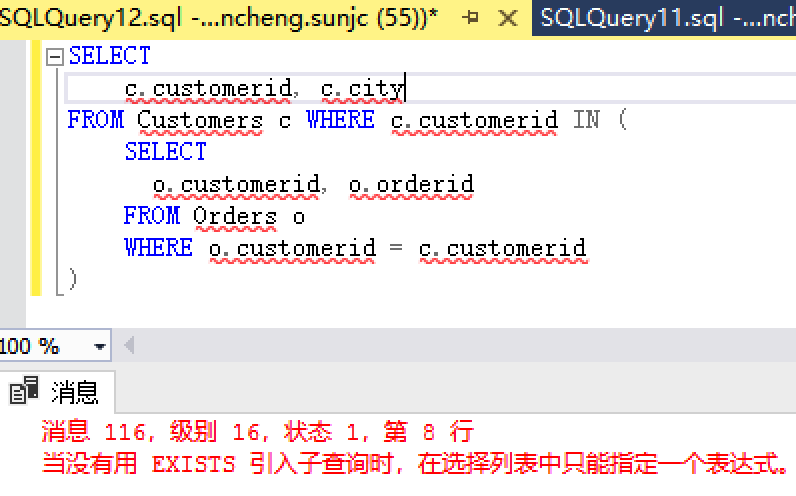 SQLQuery12.sql -...ncheng.sunjc (55))* SQLQuery11.sql -...nch
SELECT
c.customerid, c.city
FROM Customers c WHERE c.customerid IN (
SELECT
o.customerid, o.orderid
FROM Orders o
WHERE o.customerid = c.customerid
)
100 %
消息
消息 116, 级别 16, 状态 1, 第 8 行
当没有用 EXISTS 引入子查询时, 在选择列表中只能指定一个表达式。